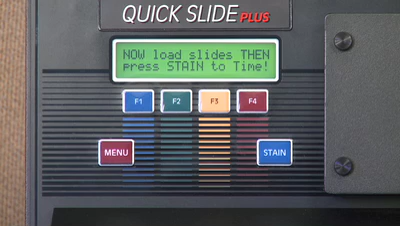 QUICK SLIDE PLUS
NOW load slides THEN
press STAIN to Time!
F1 F2 F3 F4
MENU STAIN